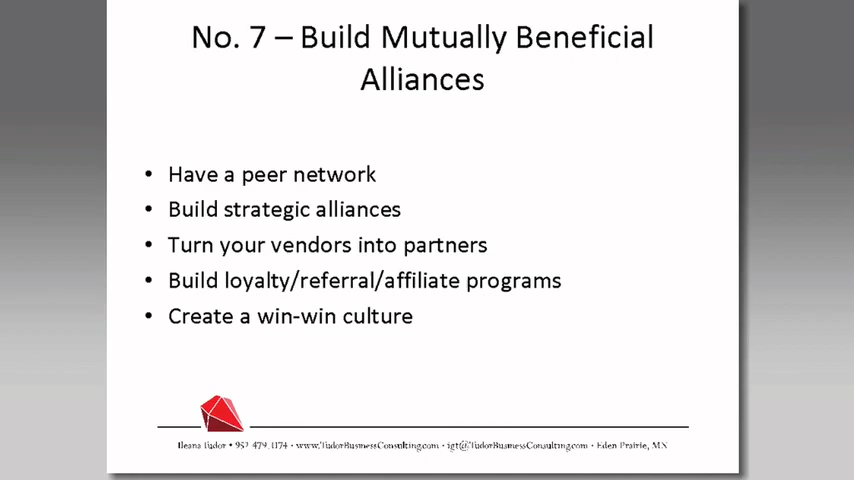 No. 7 – Build Mutually Beneficial
Alliances
• Have a peer network
• Build strategic alliances
• Turn your vendors into partners
• Build loyalty/referral/affiliate programs
• Create a win-win culture
Ileana Tudor • 952.479.1174 • www.TudorBusinessConsulting.com • igt@TudorBusinessConsulting.com • Eden Prairie, MN